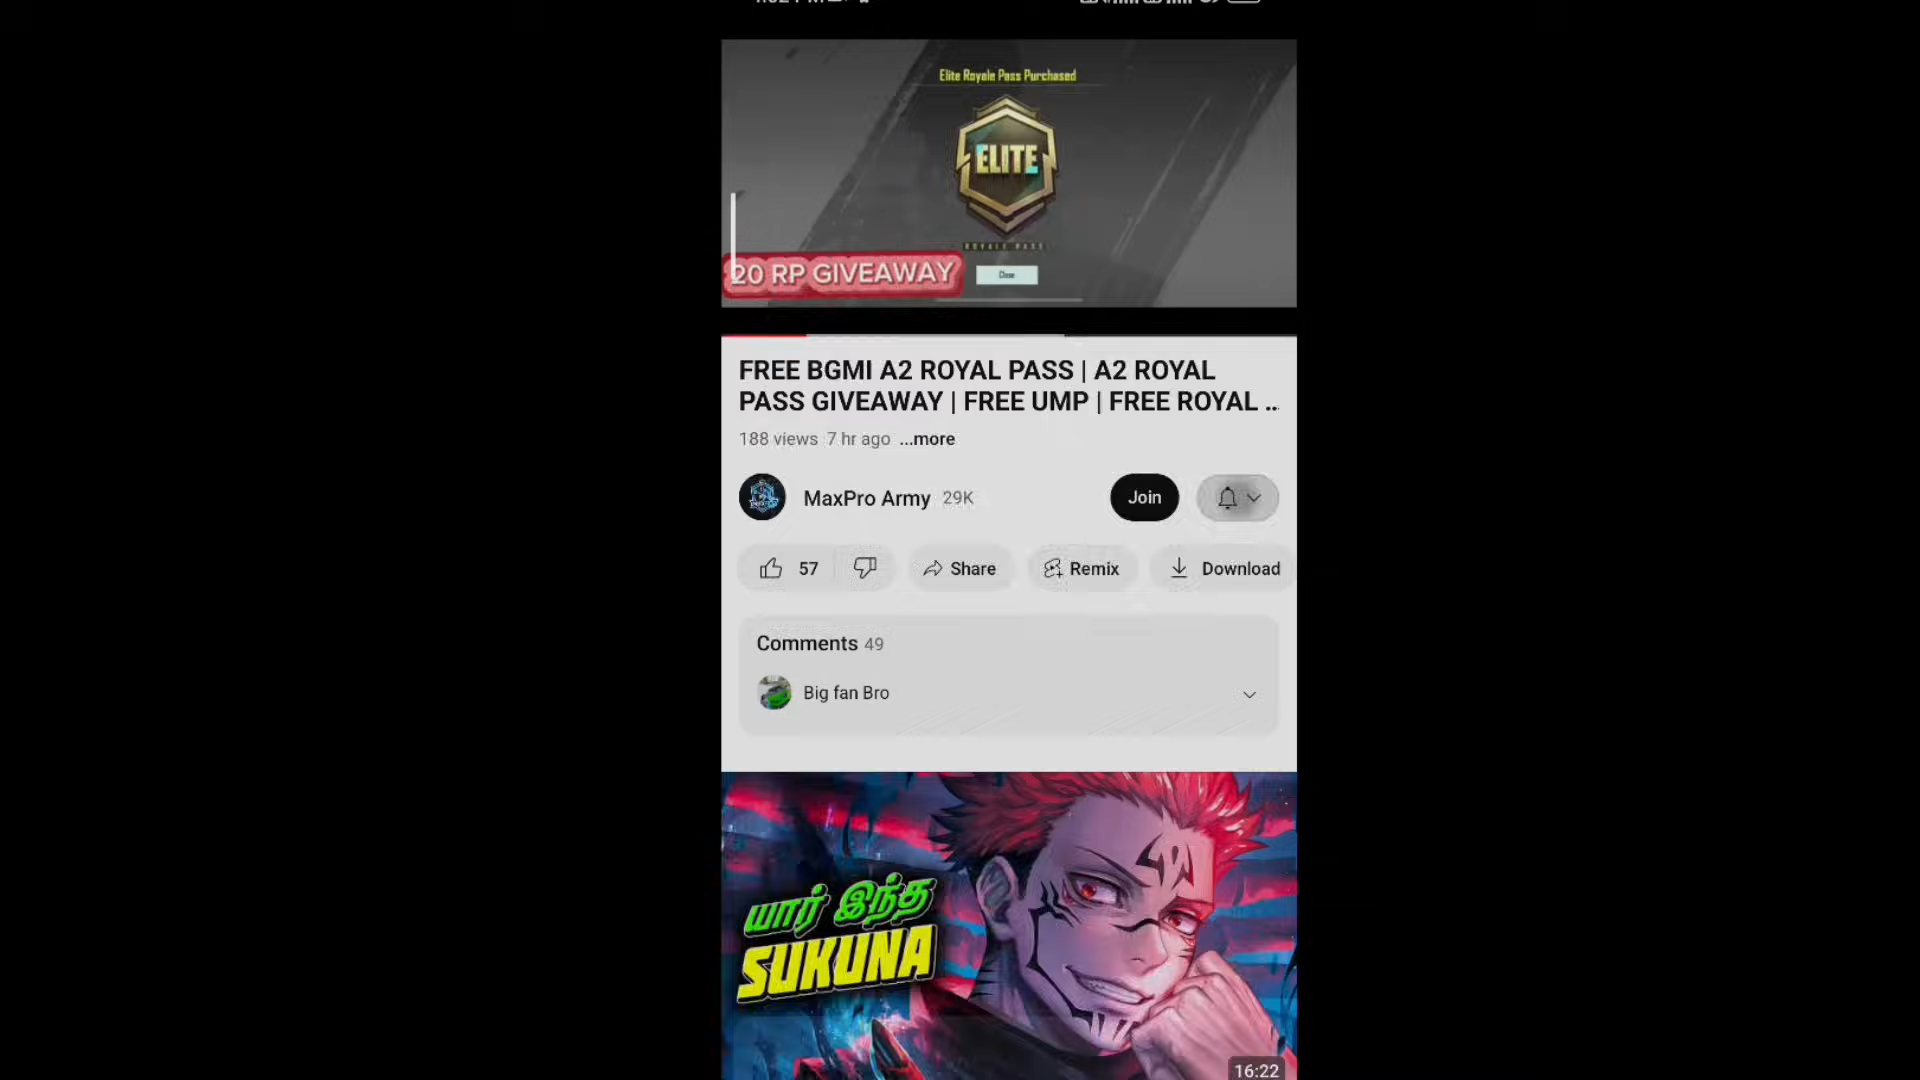 Elite Royale Pass Purchased
ELITE
ROYALE PASS
20 RP GIVEAWAY
FREE BGMI A2 ROYAL PASS | A2 ROYAL
PASS GIVEAWAY | FREE UMP | FREE ROYAL ..
188 views 7 hr ago ...more
MaxPro Army 29K
Join
57
Share
Remix
Download
Comments 49
Big fan Bro
யார் இந்த
SUKUNA
16:22